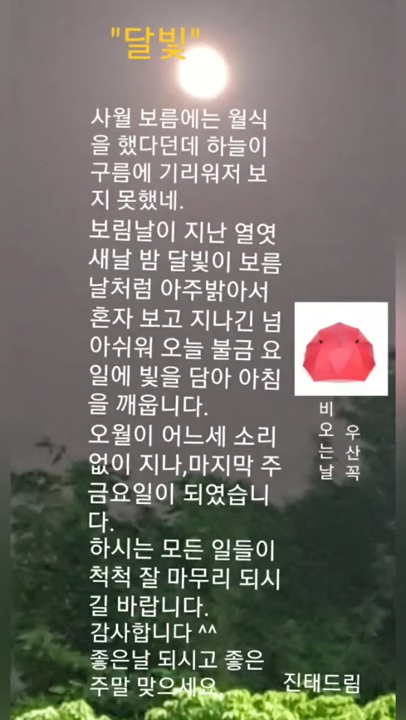 "달빛"
사월 보름에는 월식
을 했다던데 하늘이
구름에 기리워저 보
지 못했네.
보림날이 지난 열엿
새날 밤 달빛이 보름
날처럼 아주밝아서
혼자 보고 지나긴 넘
아쉬워 오늘 불금 요
일에 빛을 담아 아침
을 깨웁니다.
오월이 어느세 소리
없이 지나,마지막 주
금요일이 되였습니
다.
하시는 모든 일들이
척척 잘 마무리 되시
길 바랍니다.
감사합니다 ^^
좋은날 되시고 좋은
주말 맞으세요.
비오는날
우산꼭
진태드림